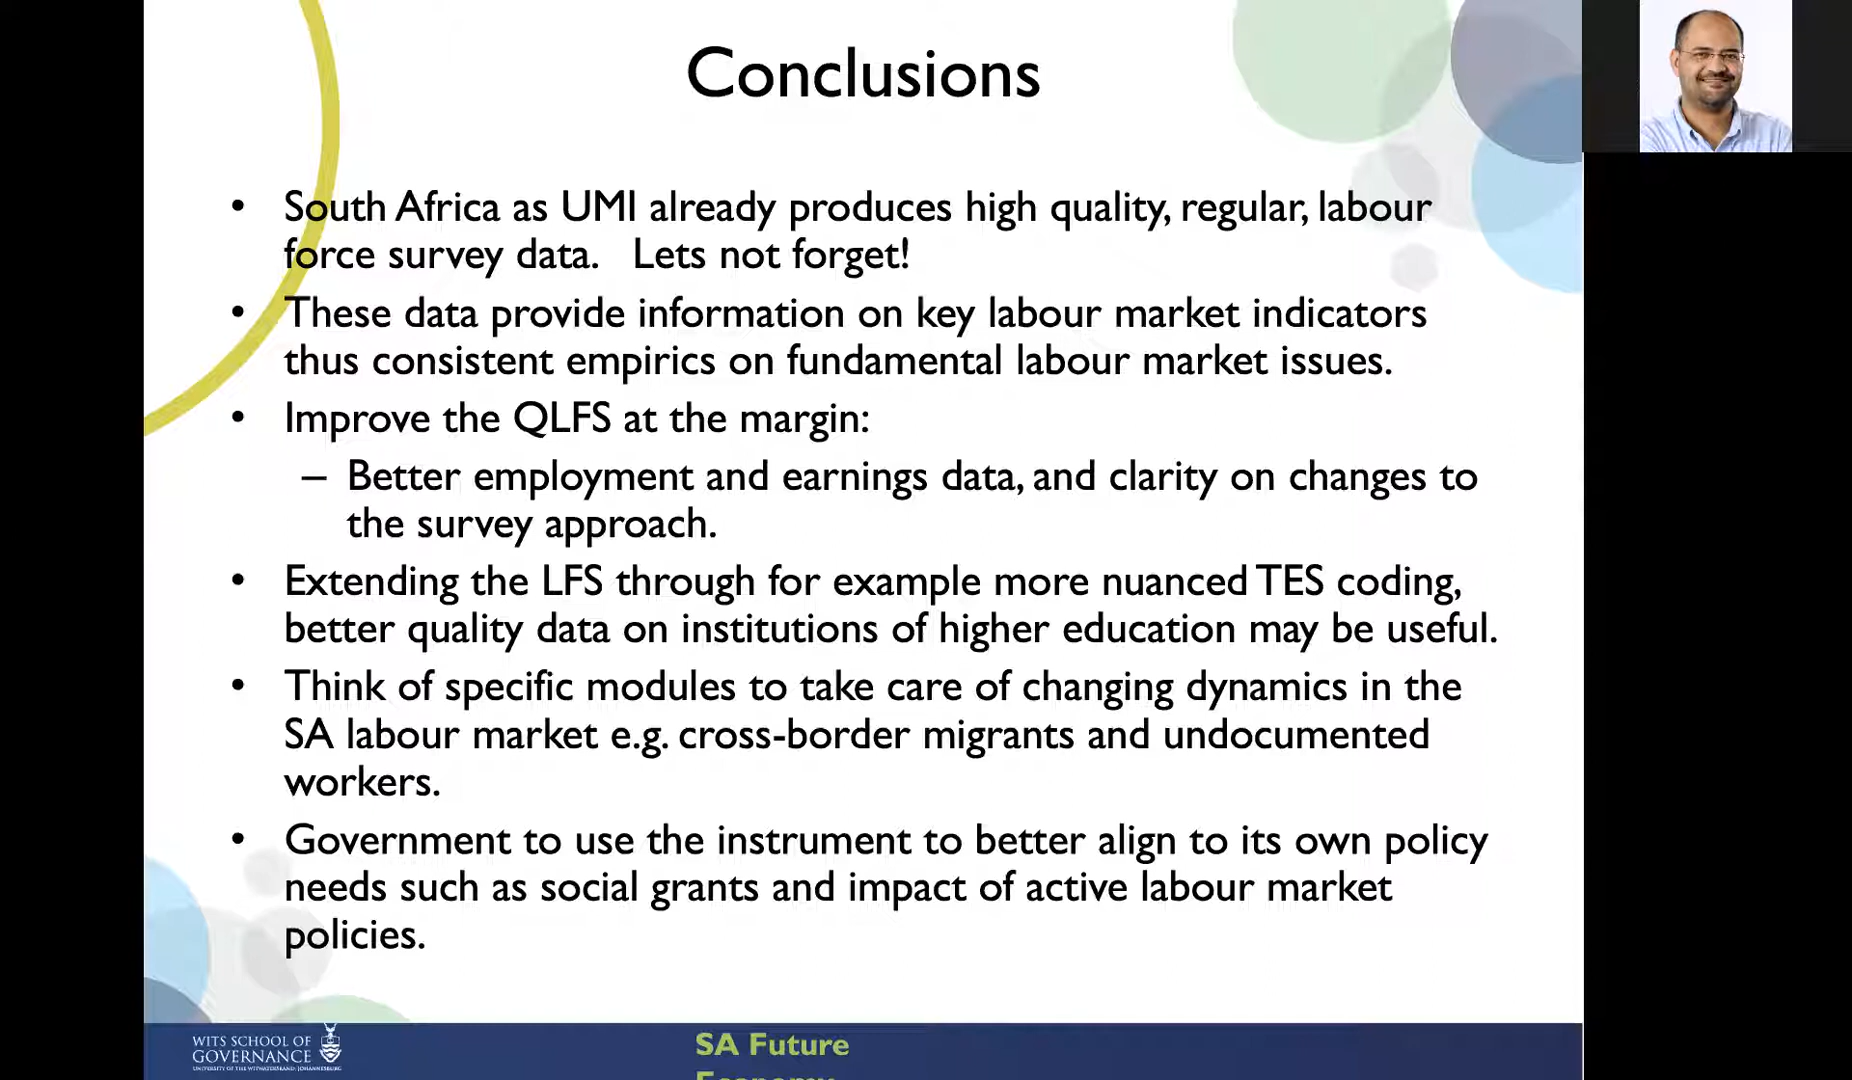 Conclusions
• South Africa as UMI already produces high quality, regular, labour
force survey data. Lets not forget!
• These data provide information on key labour market indicators
thus consistent empirics on fundamental labour market issues.
• Improve the QLFS at the margin:
– Better employment and earnings data, and clarity on changes to
the survey approach.
• Extending the LFS through for example more nuanced TES coding,
better quality data on institutions of higher education may be useful.
• Think of specific modules to take care of changing dynamics in the
SA labour market e.g. cross-border migrants and undocumented
workers.
• Government to use the instrument to better align to its own policy
needs such as social grants and impact of active labour market
policies.
WITS SCHOOL OF
GOVERNANCE
UNIVERSITY OF THE WITWATERSRAND, JOHANNESBURG
SA Future
Economy